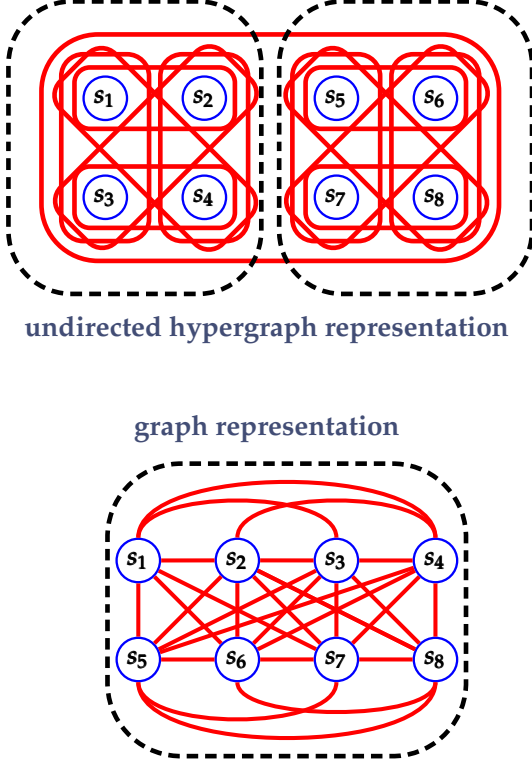 s1 s2 s5 s6
s3 s4 s7 s8
undirected hypergraph representation
graph representation
s1 s2 s3 s4
s5 s6 s7 s8